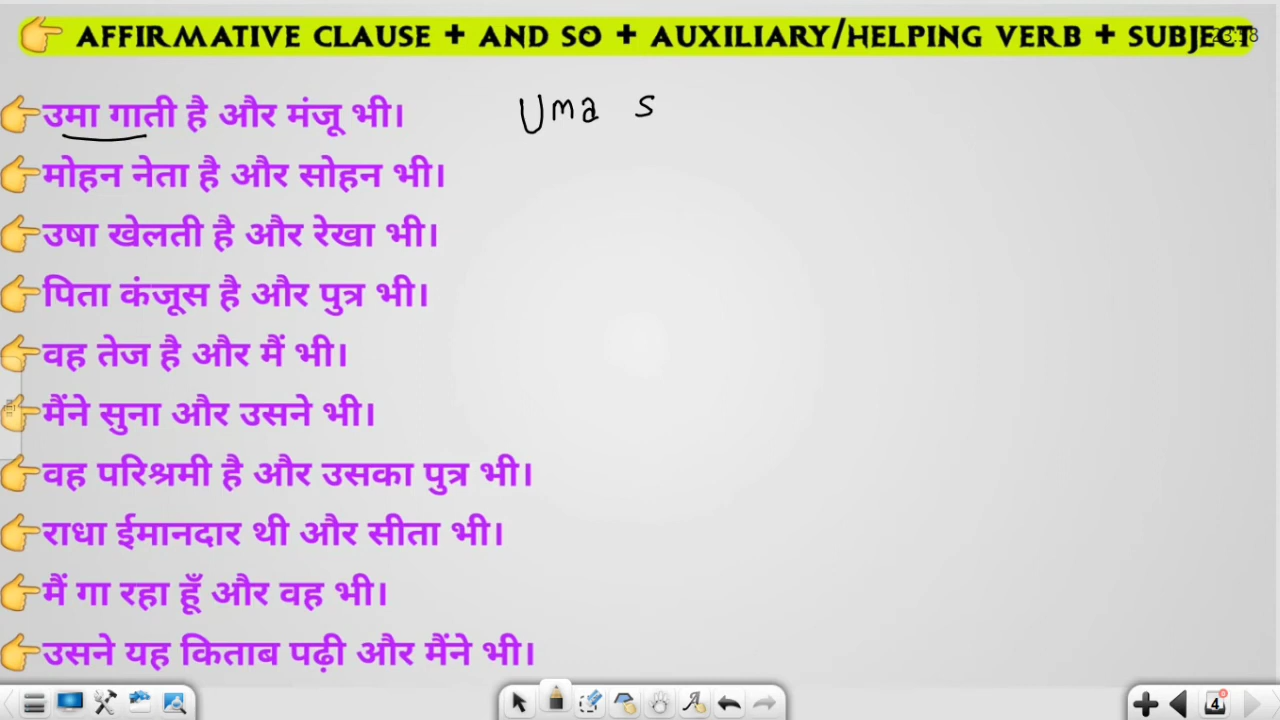 AFFIRMATIVE CLAUSE + AND SO + AUXILIARY/HELPING VERB + SUBJECT
उमा गाती है और मंजू भी। Uma s
मोहन नेता है और सोहन भी।
उषा खेलती है और रेखा भी।
पिता कंजूस है और पुत्र भी।
वह तेज है और मैं भी।
मैंने सुना और उसने भी।
वह परिश्रमी है और उसका पुत्र भी।
राधा ईमानदार थी और सीता भी।
मैं गा रहा हूँ और वह भी।
उसने यह किताब पढ़ी और मैंने भी।
4